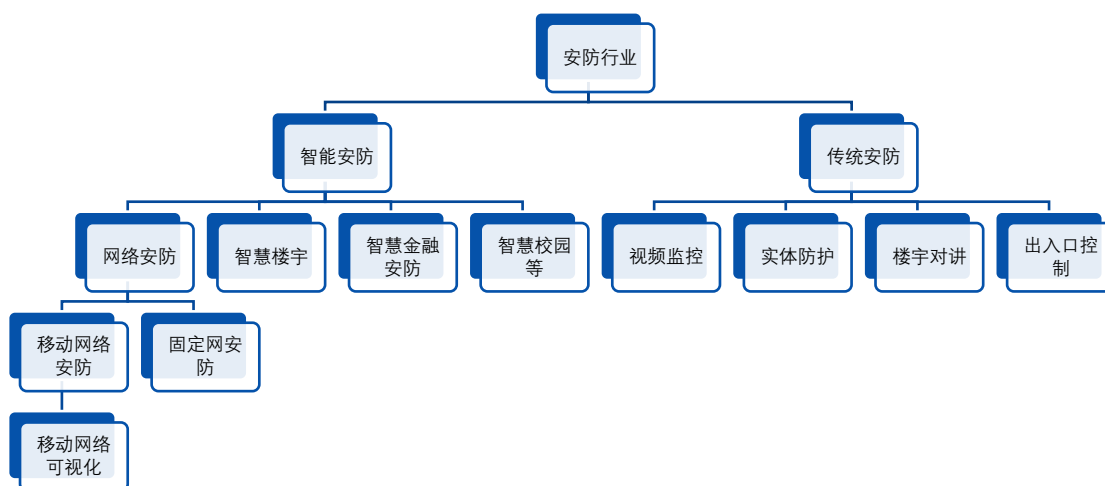 安防行业
智能安防
传统安防
网络安防
智慧楼宇
智慧金融
安防
智慧校园
等
视频监控
实体防护
楼宇对讲
出入口控
制
移动网络
安防
固定网安
防
移动网络
可视化